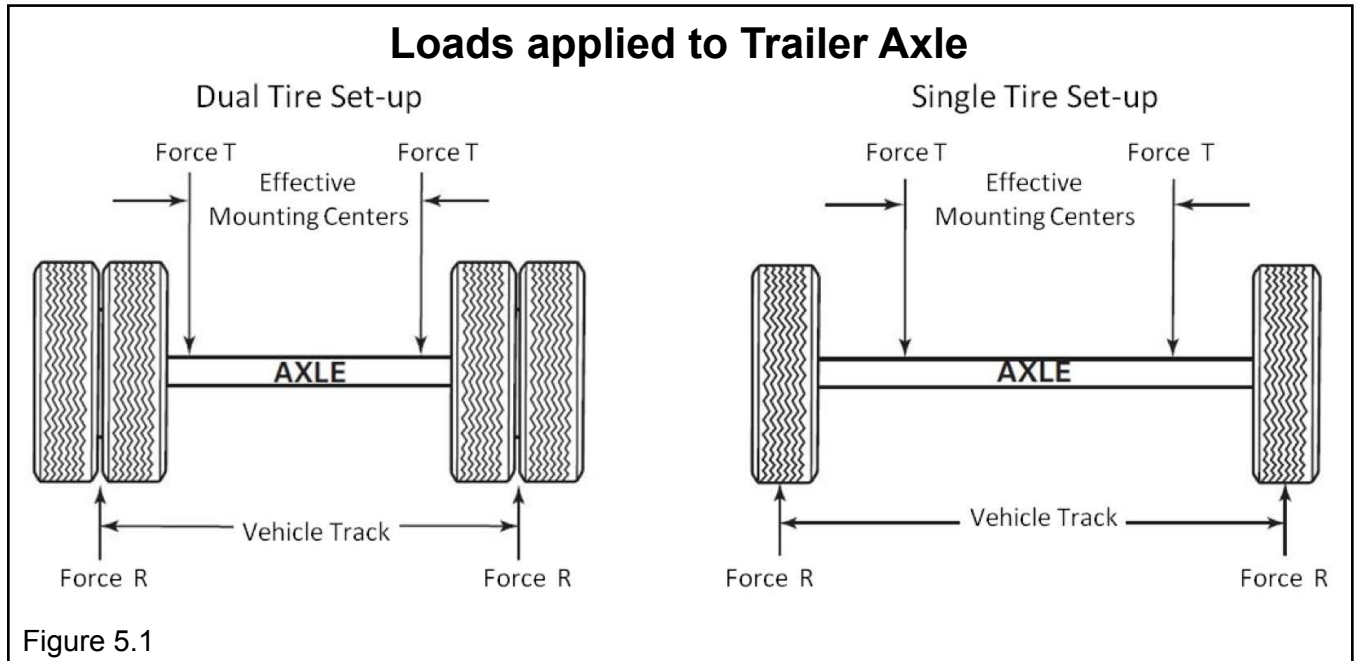 Loads applied to Trailer Axle
Dual Tire Set-up
Force T
Force T
Effective
Mounting Centers
AXLE
Vehicle Track
Force R
Force R
Single Tire Set-up
Force T
Force T
Effective
Mounting Centers
AXLE
Vehicle Track
Force R
Force R
Figure 5.1